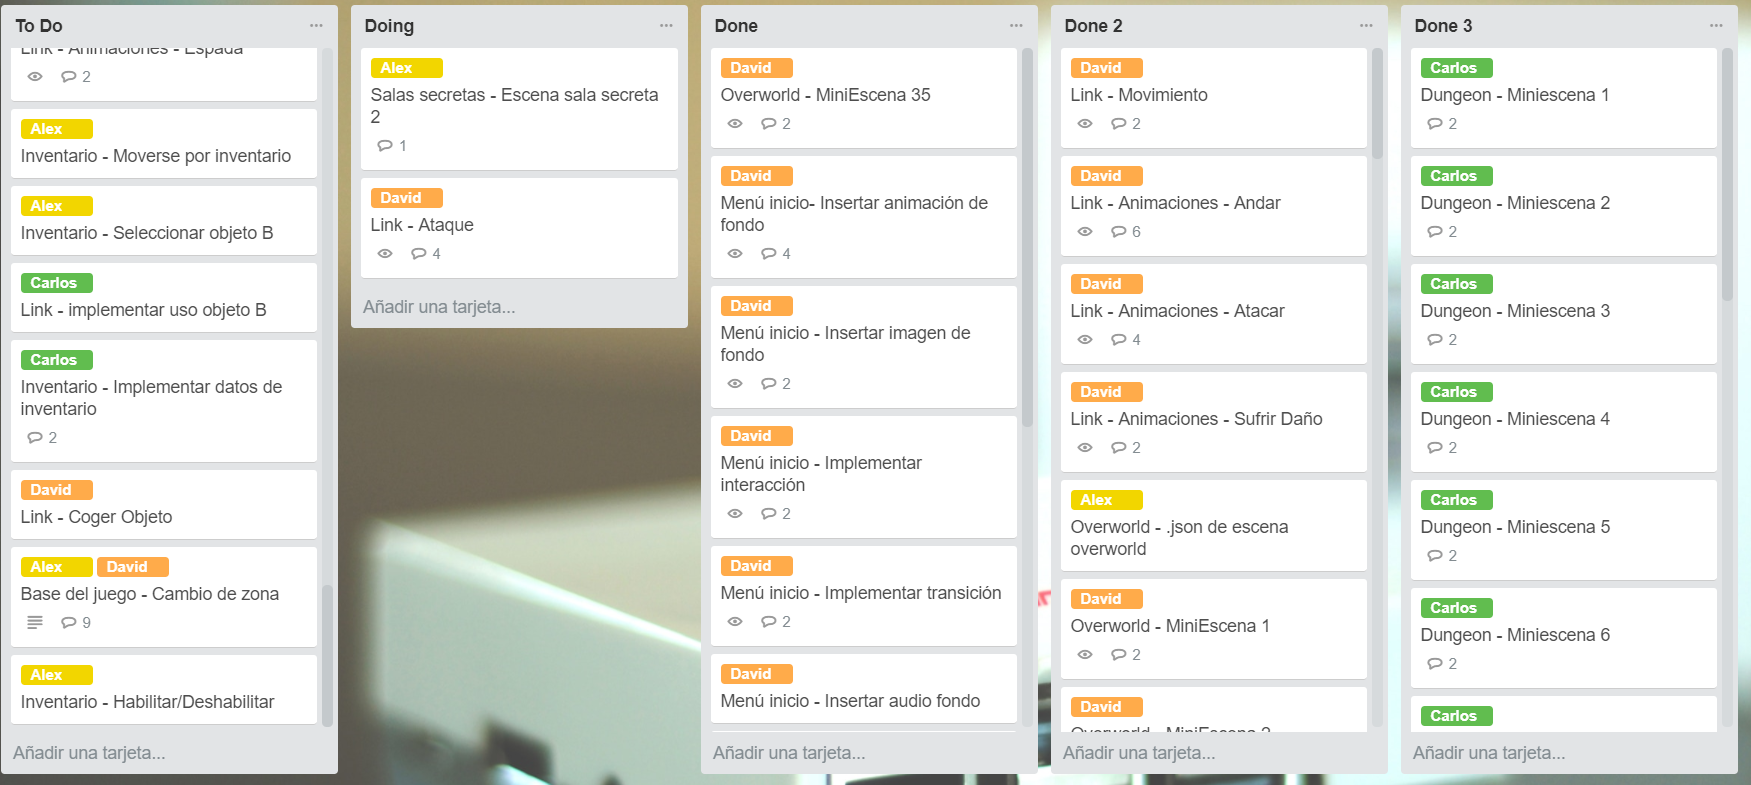 To Do
Link - Animaciones - Espada
2
Alex
Inventario - Moverse por inventario
Alex
Inventario - Seleccionar objeto B
Carlos
Link - implementar uso objeto B
Carlos
Inventario - Implementar datos de
inventario
2
David
Link - Coger Objeto
Alex David
Base del juego - Cambio de zona
9
Alex
Inventario - Habilitar/Deshabilitar
Añadir una tarjeta...
Doing
Alex
Salas secretas - Escena sala secreta
2
1
David
Link - Ataque
4
Añadir una tarjeta...
Done
David
Overworld - MiniEscena 35
2
David
Menú inicio- Insertar animación de
fondo
4
David
Menú inicio - Insertar imagen de
fondo
2
David
Menú inicio - Implementar
interacción
2
David
Menú inicio - Implementar transición
2
David
Menú inicio - Insertar audio fondo
Añadir una tarjeta...
Done 2
David
Link - Movimiento
2
David
Link - Animaciones - Andar
6
David
Link - Animaciones - Atacar
4
David
Link - Animaciones - Sufrir Daño
2
Alex
Overworld - .json de escena
overworld
David
Overworld - MiniEscena 1
2
David
Overworld - MiniEscena 2
Añadir una tarjeta...
Done 3
Carlos
Dungeon - Miniescena 1
2
Carlos
Dungeon - Miniescena 2
2
Carlos
Dungeon - Miniescena 3
2
Carlos
Dungeon - Miniescena 4
2
Carlos
Dungeon - Miniescena 5
2
Carlos
Dungeon - Miniescena 6
2
Carlos
Añadir una tarjeta...